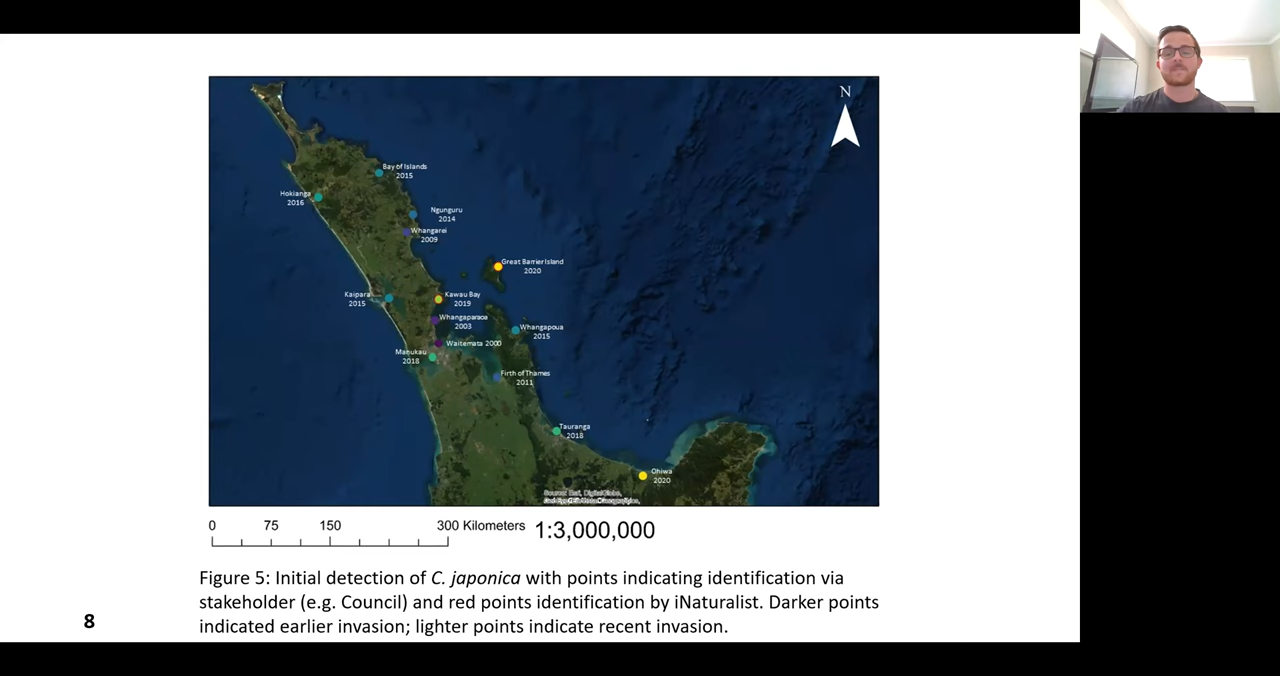 N
Bay of Islands
2015
Hokianga
2016
Ngunguru
2014
Whangarei
2009
Great Barrier Island
2020
Kaipara
2015
Kawau Bay
2019
Whangaparaoa
2003
Whangapoua
2015
Waitemata 2000
Manukau
2018
Firth of Thames
2011
Tauranga
2018
Ohiwa
2020
Source: Esri, DigitalGlobe,
0 75 150 300 Kilometers
1:3,000,000
Figure 5: Initial detection of C. japonica with points indicating identification via
stakeholder (e.g. Council) and red points identification by iNaturalist. Darker points
indicated earlier invasion; lighter points indicate recent invasion.
8